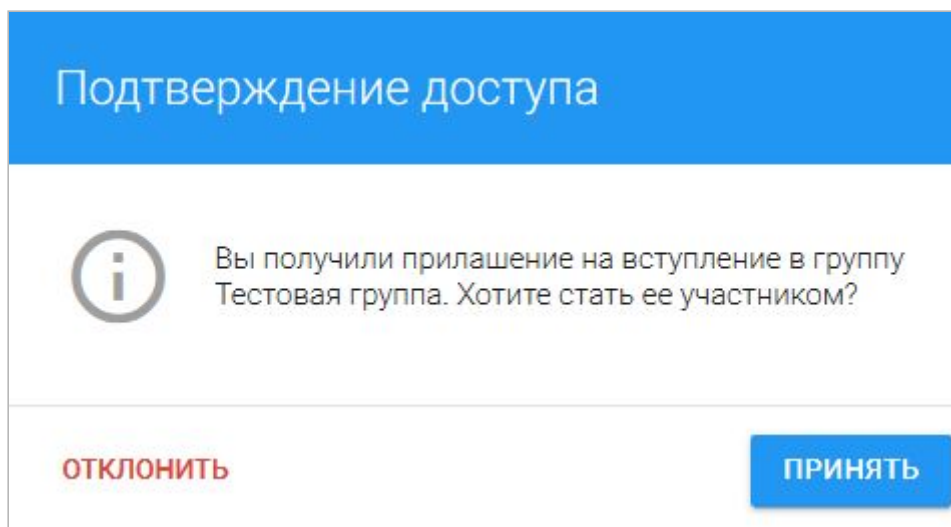 Подтверждение доступа
Вы получили прилашение на вступление в группу
Тестовая группа. Хотите стать ее участником?
ОТКЛОНИТЬ
ПРИНЯТЬ